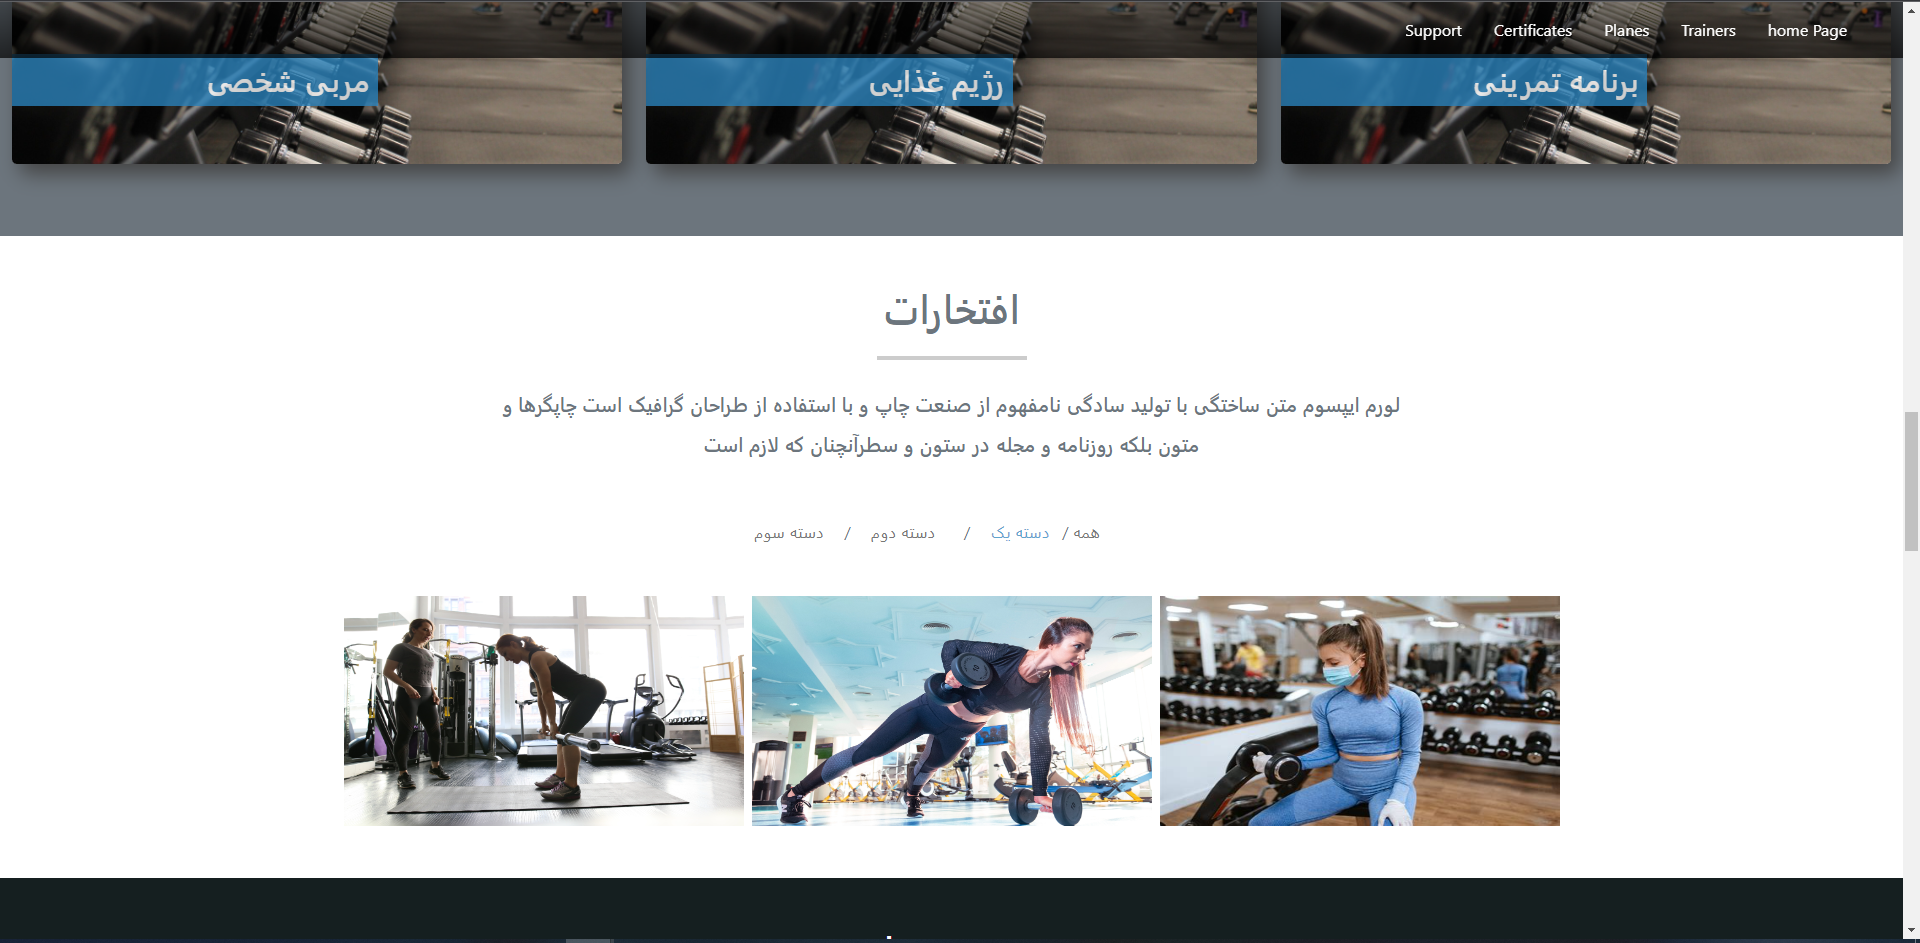 Support Certificates Planes Trainers home Page
برنامه تمرینی
رژیم غذایی
مربی شخصی
افتخارات
لورم ایپسوم متن ساختگی با تولید سادگی نامفهوم از صنعت چاپ و با استفاده از طراحان گرافیک است چاپگرها و
متون بلکه روزنامه و مجله در ستون و سطرآنچنان که لازم است
همه / دسته یک / دسته دوم / دسته سوم